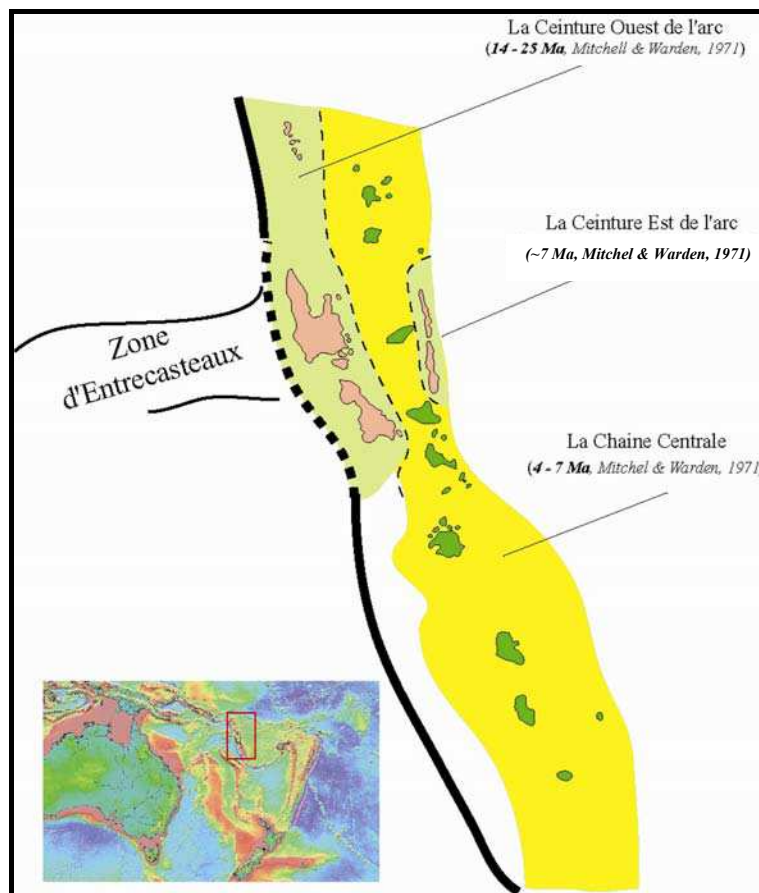 La Ceinture Ouest de l'arc
(14 - 25 Ma, Mitchell & Warden, 1971)
La Ceinture Est de l'arc
(~7 Ma, Mitchel & Warden, 1971)
Zone
d'Entrecasteaux
La Chaine Centrale
(4 - 7 Ma, Mitchel & Warden, 1971)